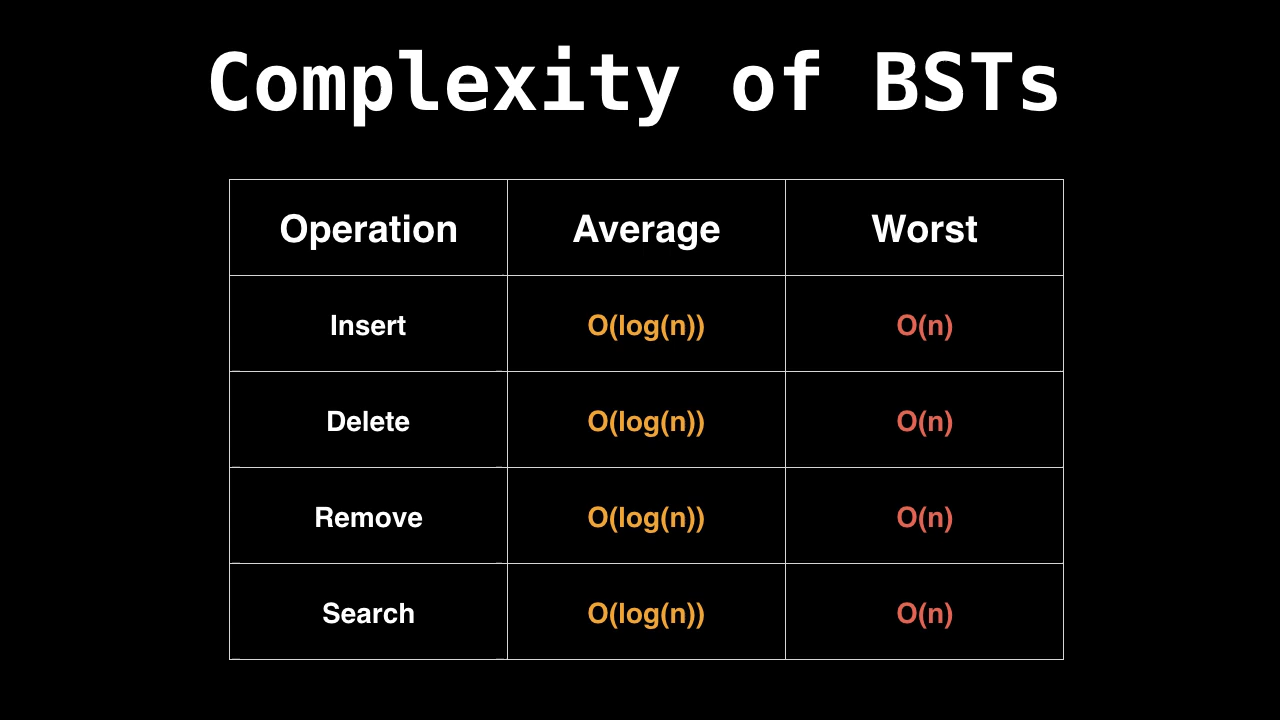 Complexity of BSTs
Operation Average Worst
Insert O(log(n)) O(n)
Delete O(log(n)) O(n)
Remove O(log(n)) O(n)
Search O(log(n)) O(n)